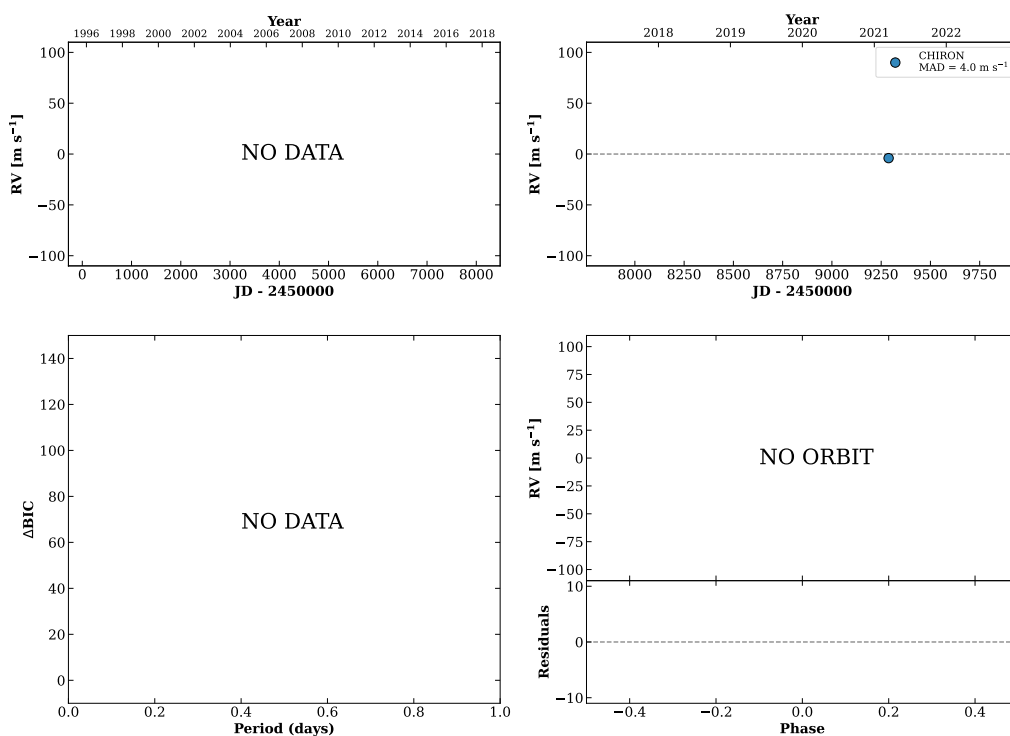 Year
1996 1998 2000 2002 2004 2006 2008 2010 2012 2014 2016 2018
100
50
0
−50
−100
RV [m s⁻¹]
NO DATA
0 1000 2000 3000 4000 5000 6000 7000 8000
JD - 2450000
Year
2018 2019 2020 2021 2022
100
50
0
−50
−100
RV [m s⁻¹]
CHIRON
MAD = 4.0 m s⁻¹
8000 8250 8500 8750 9000 9250 9500 9750
JD - 2450000
140
120
100
80
60
40
20
0
ΔBIC
NO DATA
0.0 0.2 0.4 0.6 0.8 1.0
Period (days)
100
75
50
25
0
−25
−50
−75
−100
RV [m s⁻¹]
NO ORBIT
10
0
−10
Residuals
−0.4 −0.2 0.0 0.2 0.4
Phase